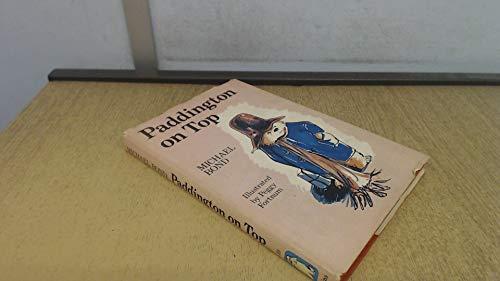 Paddington
on Top
MICHAEL
BOND
Illustrated
by Peggy
Fortnum
MICHAEL BOND Paddington on Top